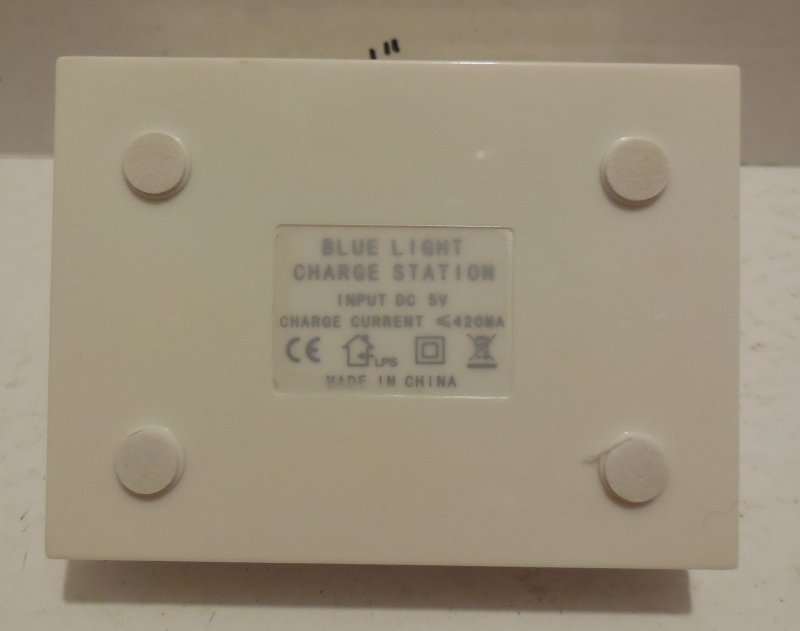 BLUE LIGHT
CHARGE STATION
INPUT DC 5V
CHARGE CURRENT ≤420MA
CE LPS
MADE IN CHINA